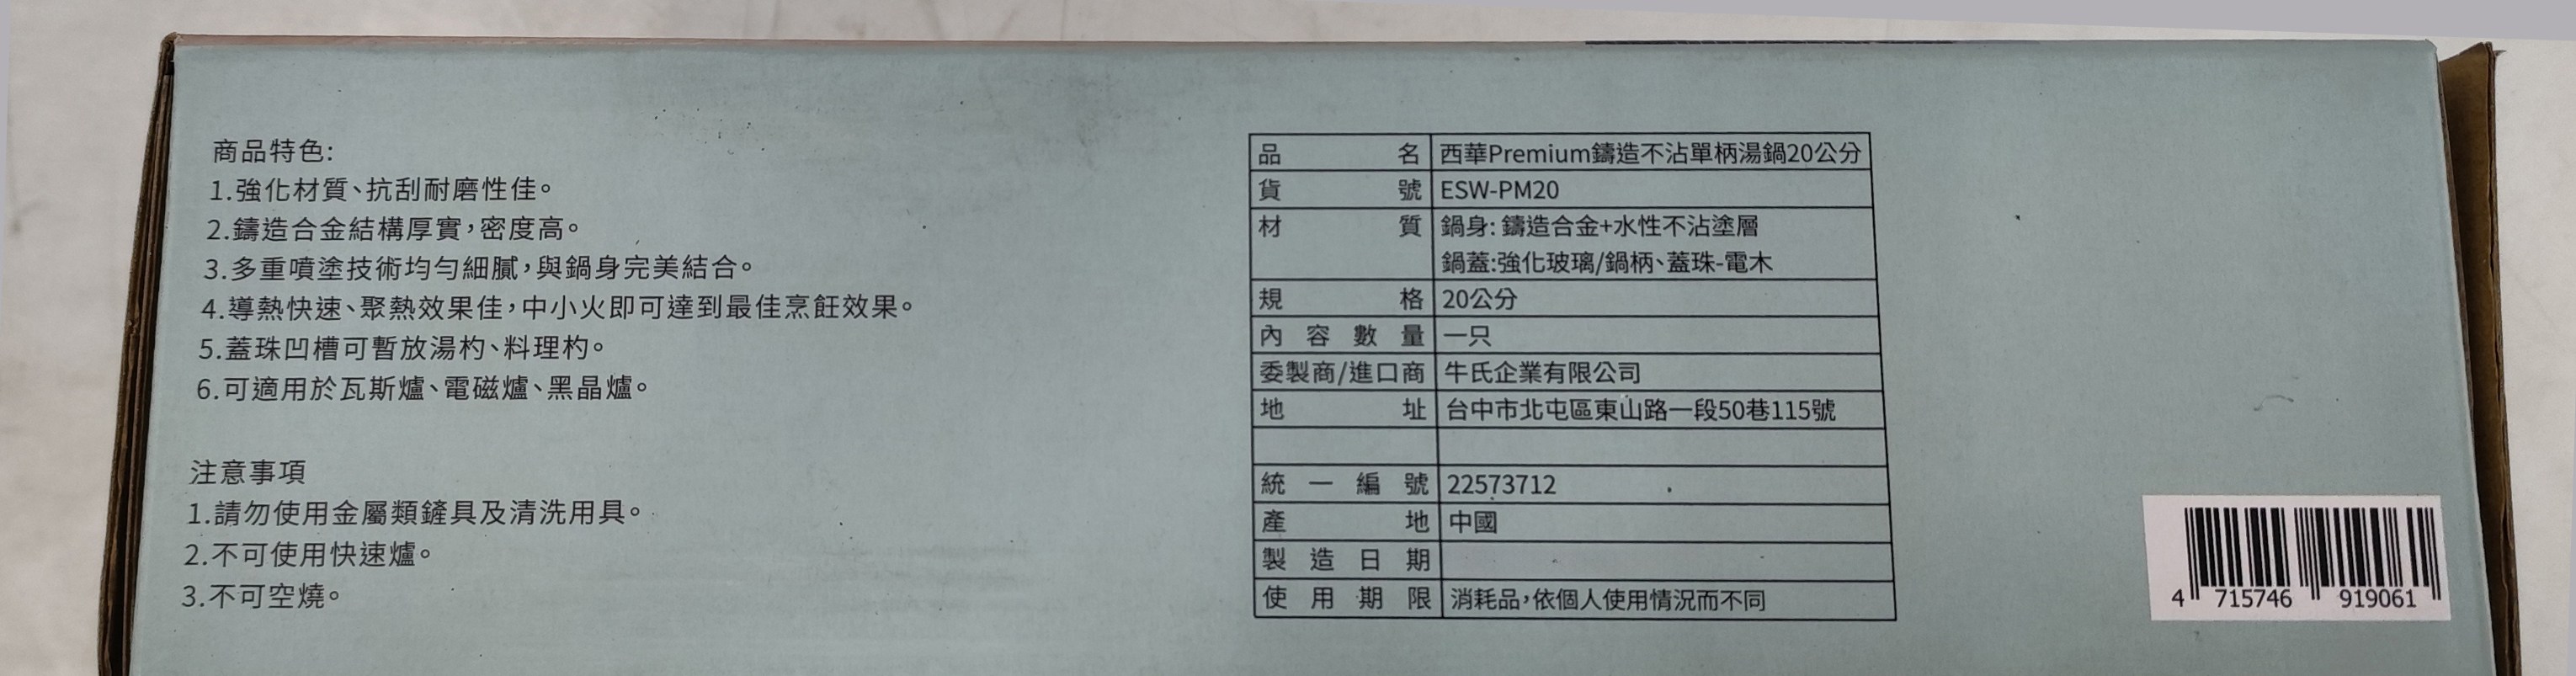 商品特色:
1.強化材質、抗刮耐磨性佳。
2.鑄造合金結構厚實,密度高。
3.多重噴塗技術均勻細膩,與鍋身完美結合。
4.導熱快速、聚熱效果佳,中小火即可達到最佳烹飪效果。
5.蓋珠凹槽可暫放湯杓、料理杓。
6.可適用於瓦斯爐、電磁爐、黑晶爐。
注意事項
1.請勿使用金屬類鏟具及清洗用具。
2.不可使用快速爐。
3.不可空燒。
品名 西華Premium鑄造不沾單柄湯鍋20公分
貨號 ESW-PM20
材質 鍋身: 鑄造合金+水性不沾塗層
鍋蓋:強化玻璃/鍋柄、蓋珠-電木
規格 20公分
內容數量 一只
委製商/進口商 牛氏企業有限公司
地址 台中市北屯區東山路一段50巷115號
統一編號 22573712
產地 中國
製造日期
使用期限 消耗品,依個人使用情況而不同
4 715746 919061